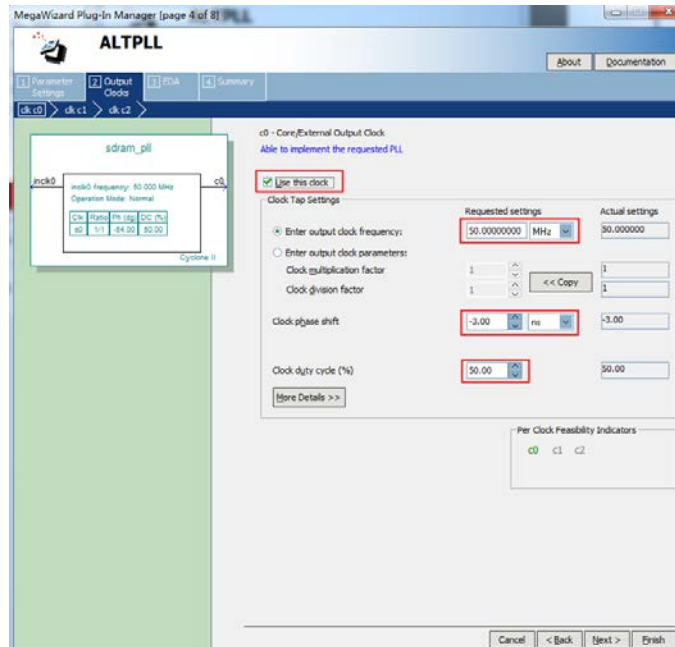 MegaWizard Plug-In Manager [page 4 of 8]
ALTPLL
About
Documentation
1 Parameter Settings
2 Output Clocks
3 EDA
4 Summary
clk c0
clk c1
clk c2
sdram_pll
inclk0
c0
inclk0 frequency: 50.000 MHz
Operation Mode: Normal
Clk Ratio Ph (dg) DC (%)
c0 1/1 -54.00 50.00
Cyclone II
c0 - Core/External Output Clock
Able to implement the requested PLL
Use this clock
Clock Tap Settings
Requested settings
Actual settings
Enter output clock frequency:
50.00000000
MHz
50.000000
Enter output clock parameters:
Clock multiplication factor
1
<< Copy
1
Clock division factor
1
1
Clock phase shift
-3.00
ns
-3.00
Clock duty cycle (%)
50.00
50.00
More Details >>
Per Clock Feasibility Indicators
c0 c1 c2
Cancel
< Back
Next >
Finish